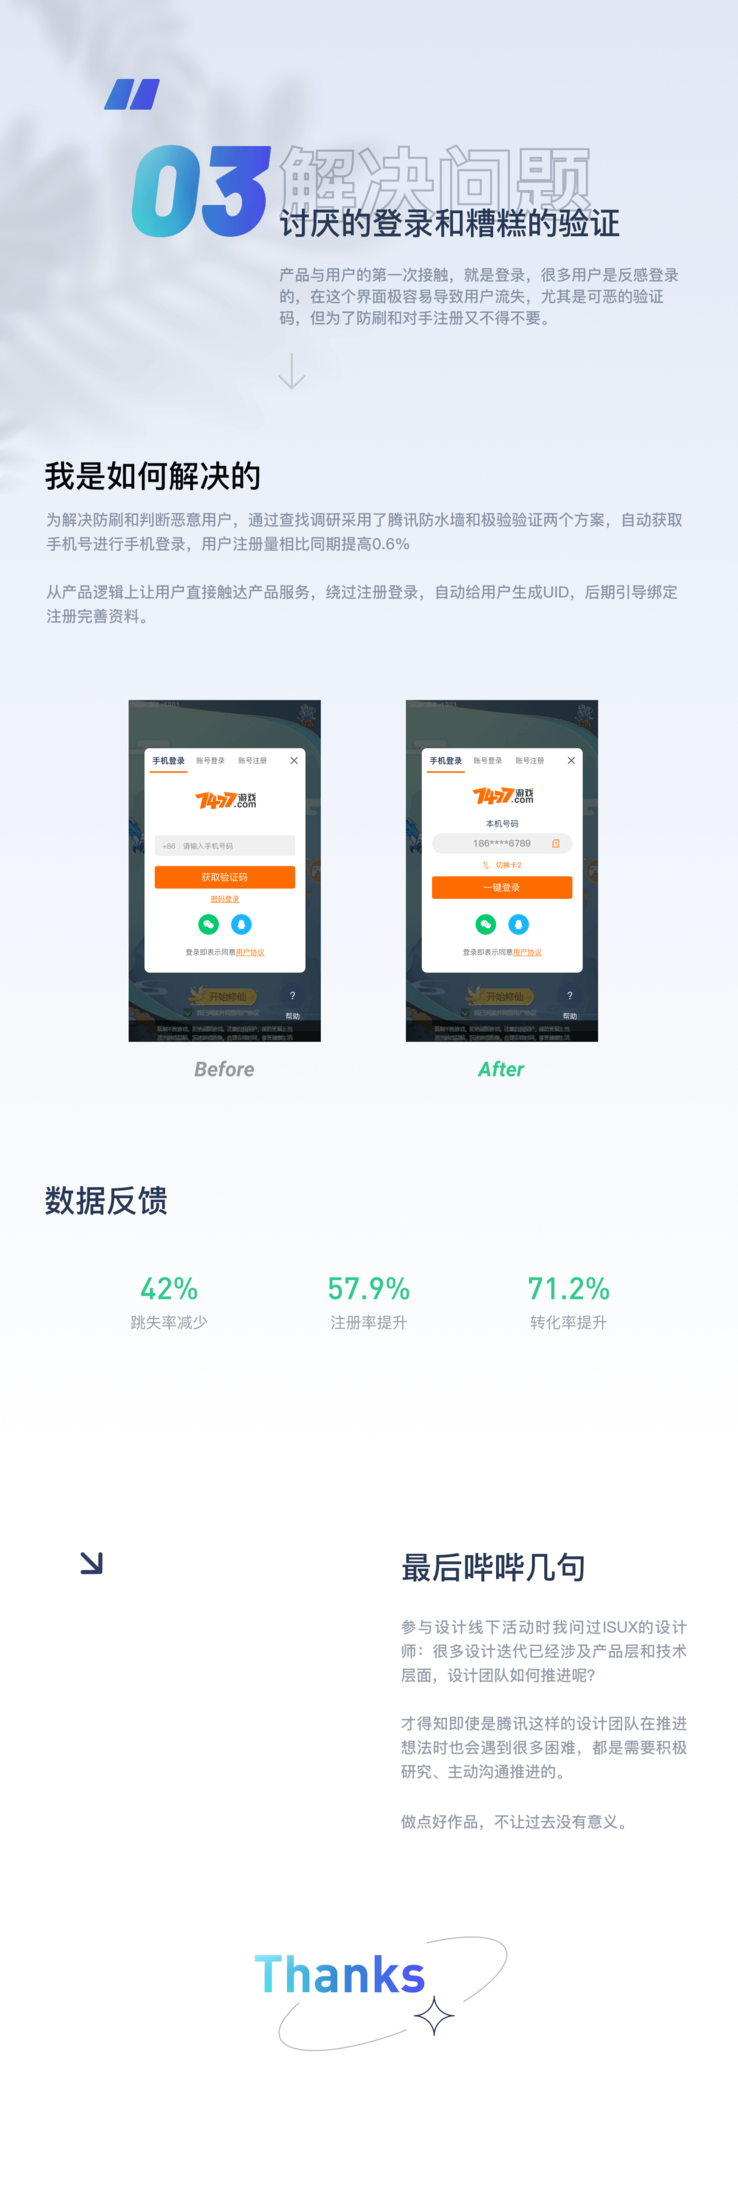 03
解决问题
讨厌的登录和糟糕的验证
产品与用户的第一次接触，就是登录，很多用户是反感登录
的，在这个界面极容易导致用户流失，尤其是可恶的验证
码，但为了防刷和对手注册又不得不要。
我是如何解决的
为解决防刷和判断恶意用户，通过查找调研采用了腾讯防水墙和极验验证两个方案，自动获取
手机号进行手机登录，用户注册量相比同期提高0.6%
从产品逻辑上让用户直接触达产品服务，绕过注册登录，自动给用户生成UID，后期引导绑定
注册完善资料。
手机登录 账号登录 账号注册
7477游戏
.com
+86 请输入手机号码
获取验证码
密码登录
登录即表示同意用户协议
开始修仙
?
帮助
Before
手机登录 账号登录 账号注册
7477游戏
.com
本机号码
186****6789
切换卡2
一键登录
登录即表示同意用户协议
开始修仙
?
帮助
After
数据反馈
42% 57.9% 71.2%
跳失率减少 注册率提升 转化率提升
最后哔哔几句
参与设计线下活动时我问过ISUX的设计
师：很多设计迭代已经涉及产品层和技术
层面，设计团队如何推进呢?
才得知即使是腾讯这样的设计团队在推进
想法时也会遇到很多困难，都是需要积极
研究、主动沟通推进的。
做点好作品，不让过去没有意义。
Thanks